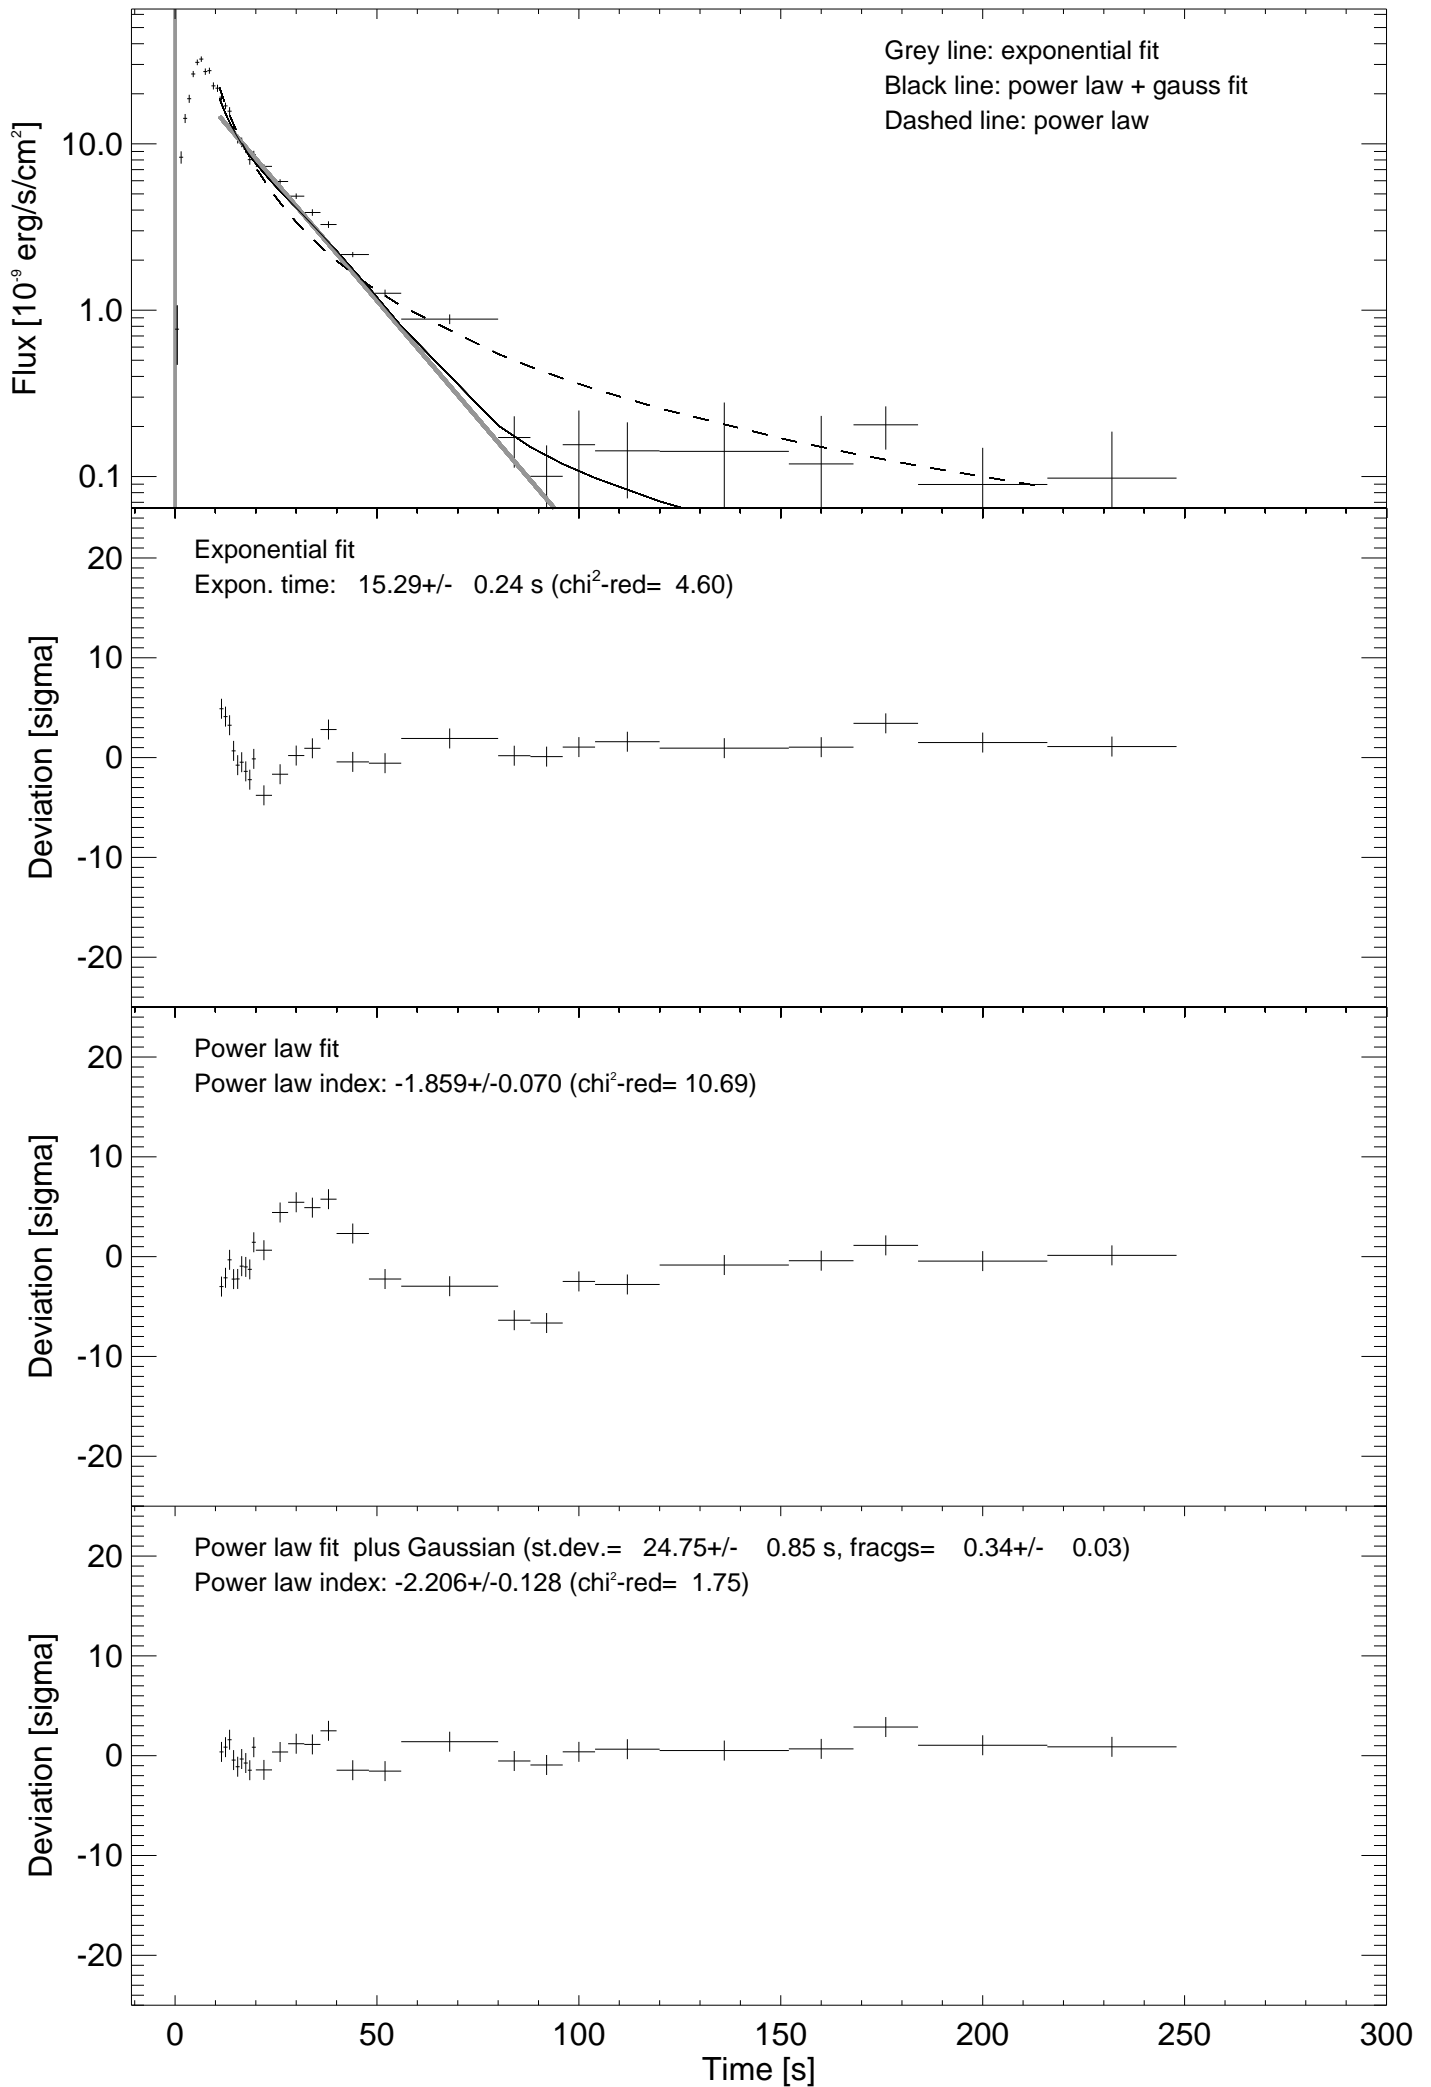 Grey line: exponential fit
Black line: power law + gauss fit
Dashed line: power law
Flux [10⁻⁹ erg/s/cm²]
10.0
1.0
0.1
Exponential fit
Expon. time: 15.29+/- 0.24 s (chi²-red= 4.60)
Deviation [sigma]
20
10
0
-10
-20
Power law fit
Power law index: -1.859+/-0.070 (chi²-red= 10.69)
Deviation [sigma]
20
10
0
-10
-20
Power law fit plus Gaussian (st.dev.= 24.75+/- 0.85 s, fracgs= 0.34+/- 0.03)
Power law index: -2.206+/-0.128 (chi²-red= 1.75)
Deviation [sigma]
20
10
0
-10
-20
0 50 100 150 200 250 300
Time [s]